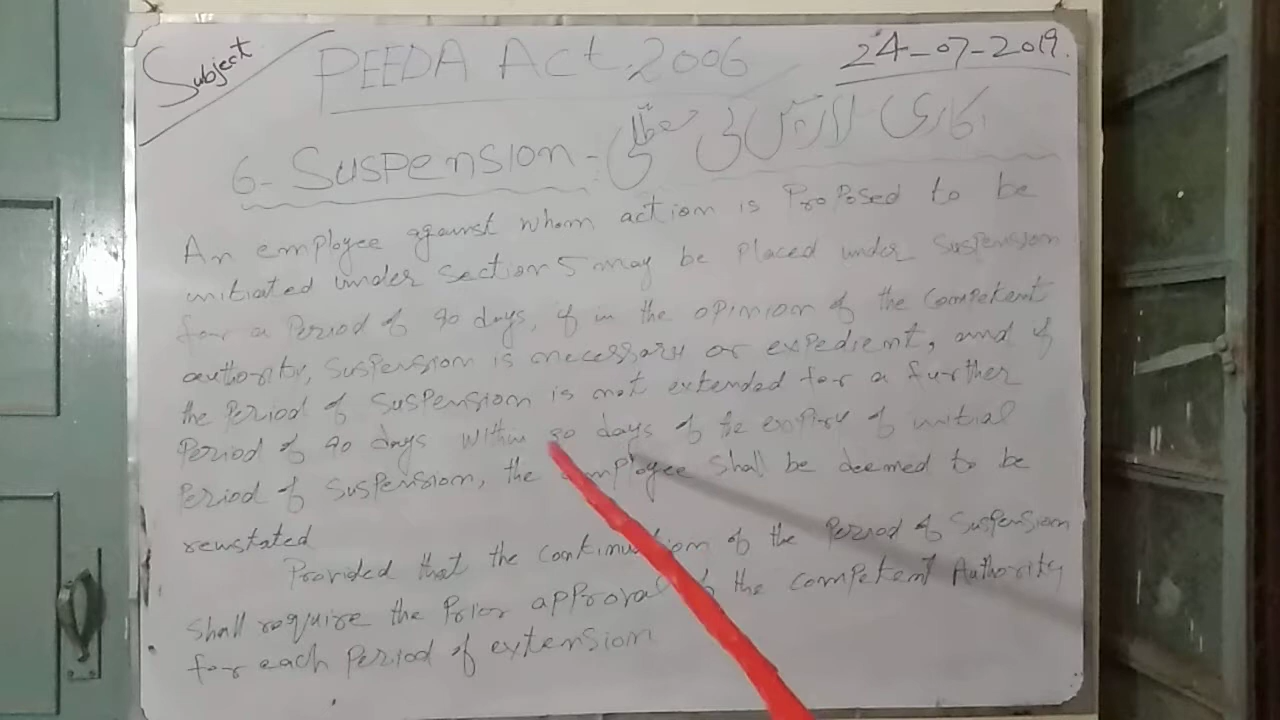 Subject
PEEDA Act, 2006
24-07-2019.
6- Suspension:- سرکاری ملازمین کی معطلی
An employee against whom action is Proposed to be
initiated under section 5 may be placed under suspension
for a Period of 90 days, if in the opinion of the Competent
authority, suspension is necessary or expedient, and if
the Period of suspension is not extended for a further
Period of 90 days within 30 days of the expiry of initial
Period of suspension, the employee shall be deemed to be
reinstated
Provided that the continuation of the Period of Suspension
shall require the Prior approval of the competent Authority
for each Period of extension